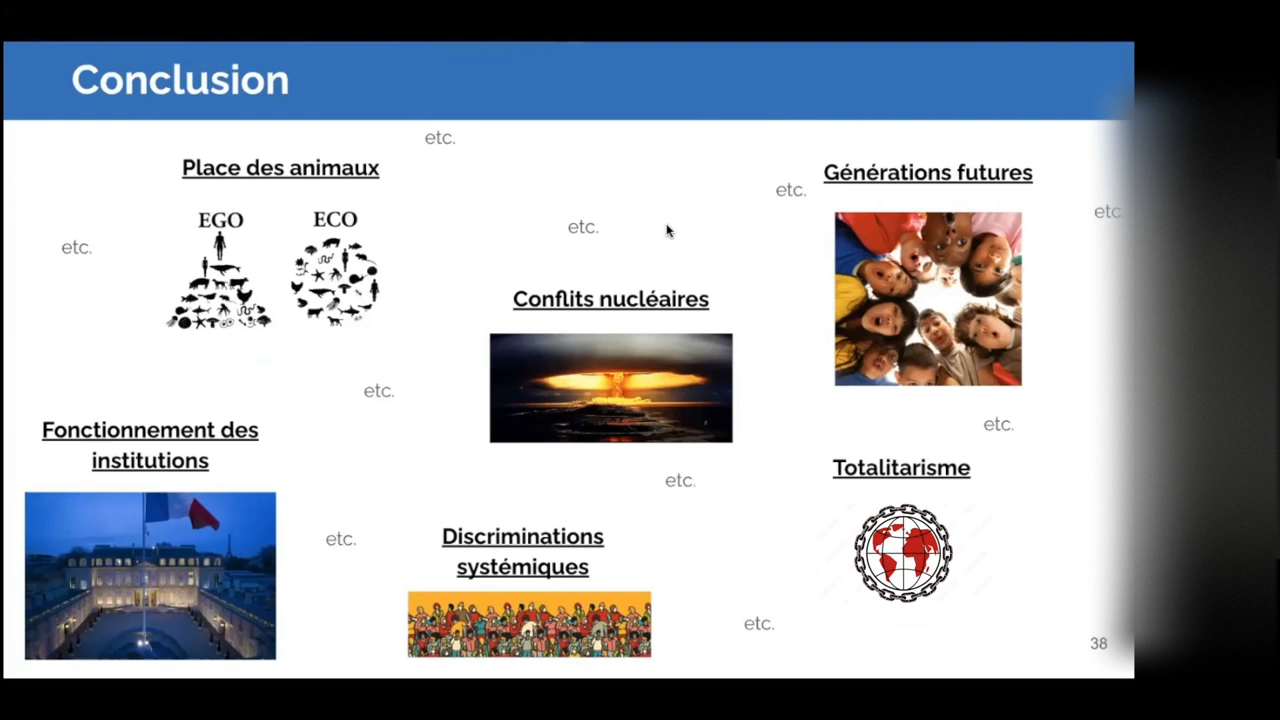 Conclusion
etc.
Place des animaux
EGO
ECO
etc.
etc.
etc.
Générations futures
etc.
etc.
Conflits nucléaires
etc.
Fonctionnement des
institutions
etc.
Totalitarisme
etc.
etc.
Discriminations
systémiques
etc.
38